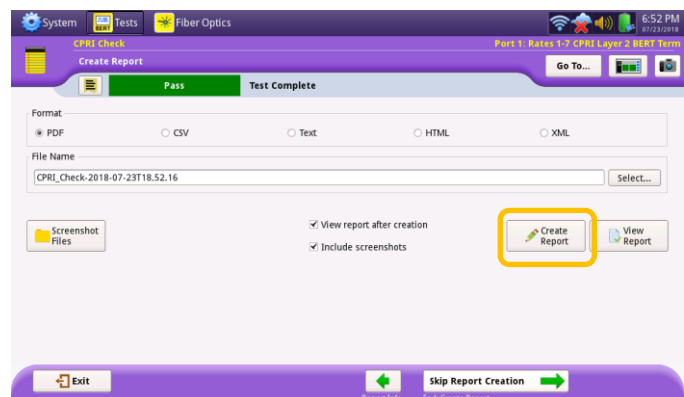 System Tests Fiber Optics 6:52 PM
BERT 07/23/2018
CPRI Check Port 1: Rates 1-7 CPRI Layer 2 BERT Term
Create Report Go To...
Pass Test Complete
Format
PDF CSV Text HTML XML
File Name
CPRI_Check-2018-07-23T18.52.16 Select...
Screenshot Files
View report after creation
Include screenshots
Create Report
View Report
Exit Skip Report Creation